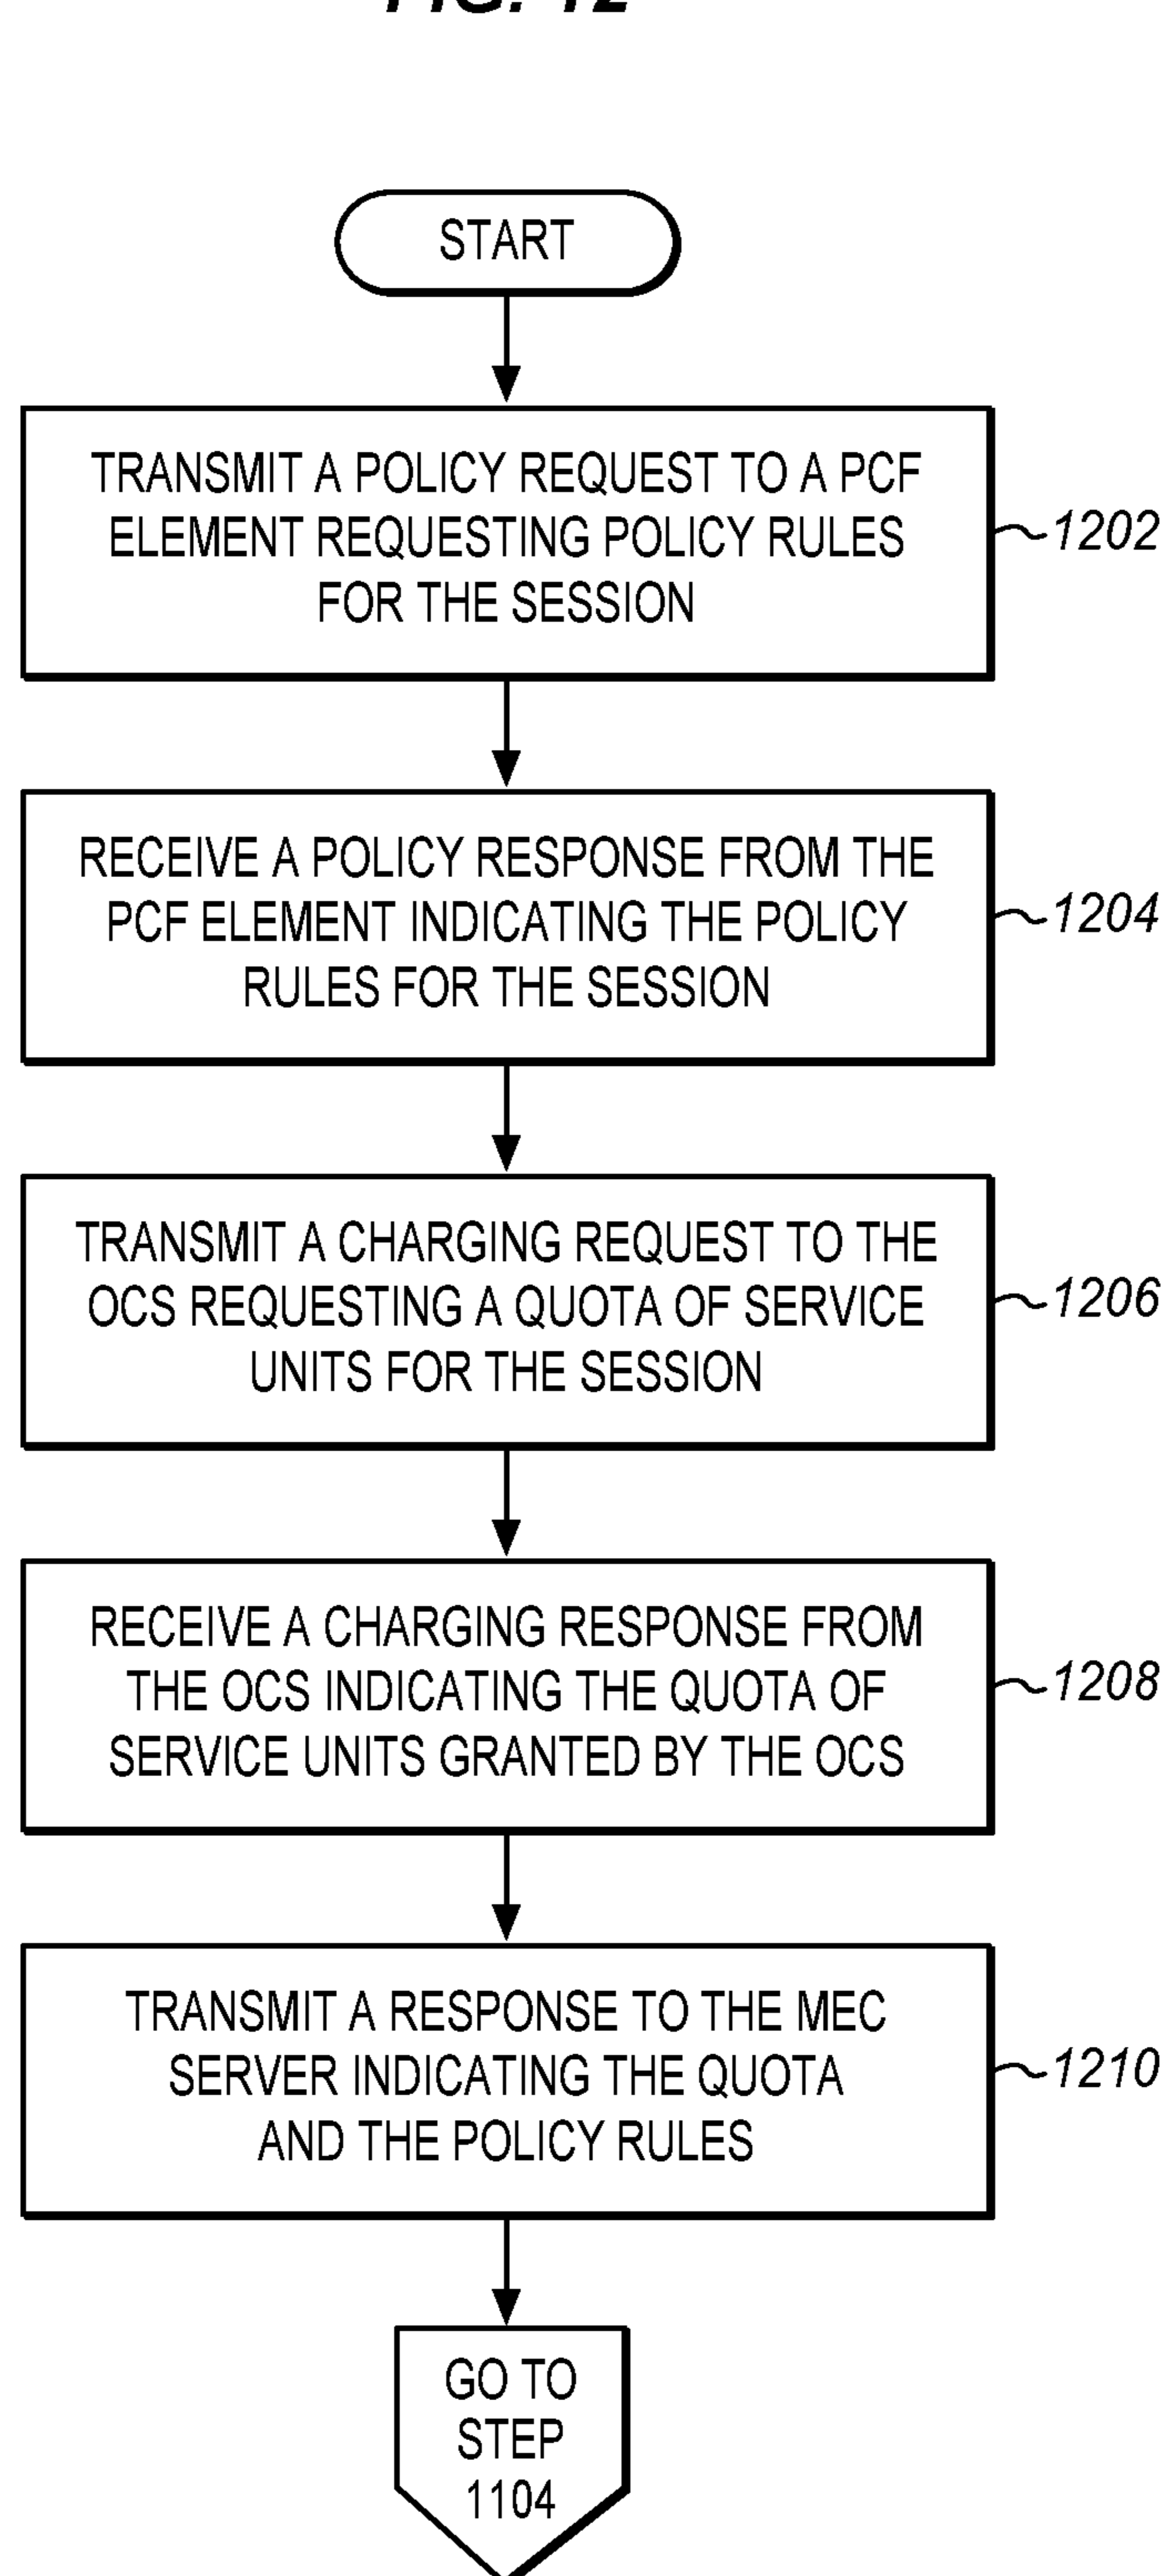 FIG. 12
START
TRANSMIT A POLICY REQUEST TO A PCF
ELEMENT REQUESTING POLICY RULES
FOR THE SESSION
1202
RECEIVE A POLICY RESPONSE FROM THE
PCF ELEMENT INDICATING THE POLICY
RULES FOR THE SESSION
1204
TRANSMIT A CHARGING REQUEST TO THE
OCS REQUESTING A QUOTA OF SERVICE
UNITS FOR THE SESSION
1206
RECEIVE A CHARGING RESPONSE FROM
THE OCS INDICATING THE QUOTA OF
SERVICE UNITS GRANTED BY THE OCS
1208
TRANSMIT A RESPONSE TO THE MEC
SERVER INDICATING THE QUOTA
AND THE POLICY RULES
1210
GO TO
STEP
1104